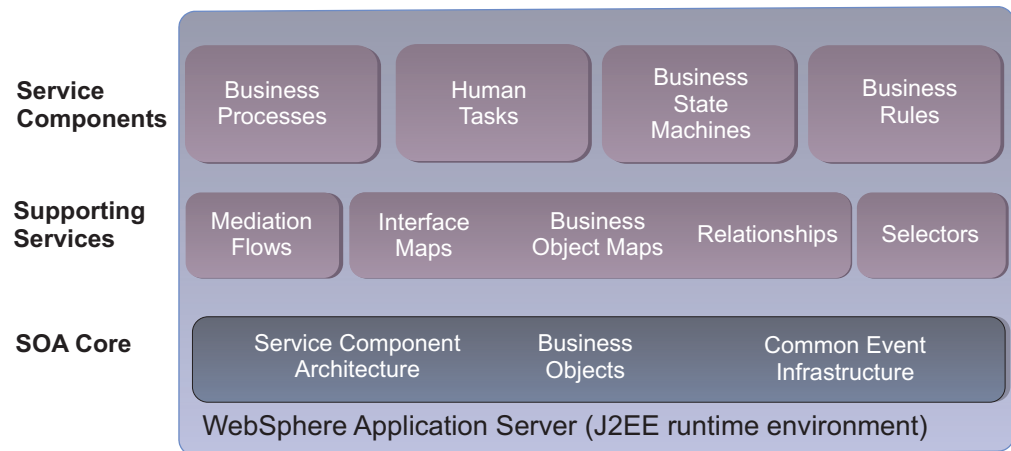 Service
Components
Business
Processes
Human
Tasks
Business
State
Machines
Business
Rules
Supporting
Services
Mediation
Flows
Interface
Maps
Business
Object Maps
Relationships
Selectors
SOA Core
Service Component
Architecture
Business
Objects
Common Event
Infrastructure
WebSphere Application Server (J2EE runtime environment)